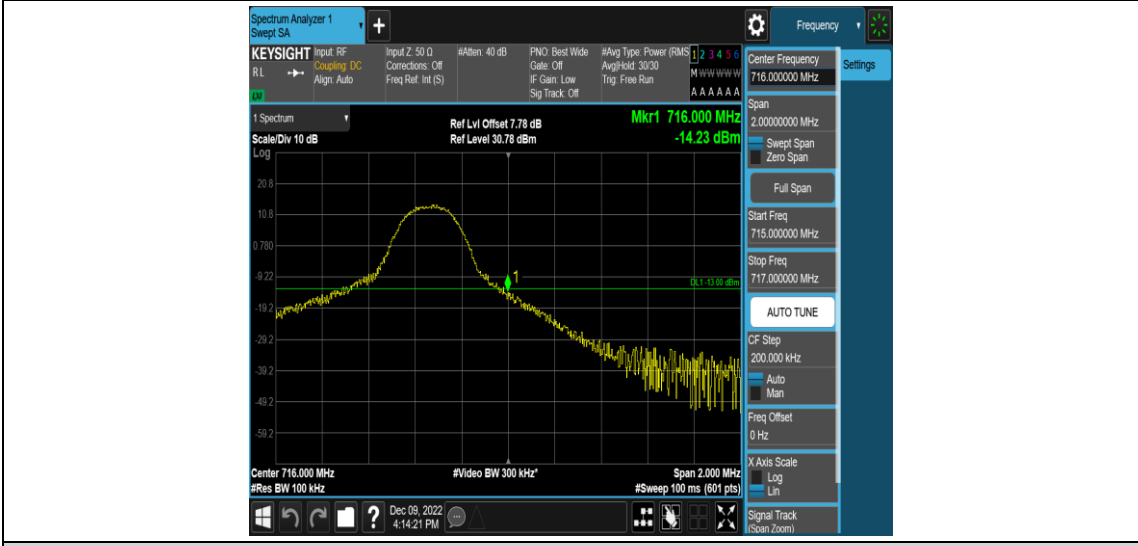 Spectrum Analyzer 1
Swept SA
+
Frequency
KEYSIGHT
RL
LXI
Input: RF
Coupling: DC
Align: Auto
Input Z: 50 Ω
Corrections: Off
Freq Ref: Int (S)
#Atten: 40 dB
PNO: Best Wide
Gate: Off
IF Gain: Low
Sig Track: Off
#Avg Type: Power (RMS
Avg|Hold: 30/30
Trig: Free Run
1 2 3 4 5 6
M W W W W W
A A A A A A
1 Spectrum
Scale/Div 10 dB
Log
Ref Lvl Offset 7.78 dB
Ref Level 30.78 dBm
Mkr1 716.000 MHz
-14.23 dBm
20.8
10.8
0.780
-9.22
-19.2
-29.2
-39.2
-49.2
-59.2
1
DL1 -13.00 dBm
Center 716.000 MHz
#Res BW 100 kHz
#Video BW 300 kHz*
Span 2.000 MHz
#Sweep 100 ms (601 pts)
?
Dec 09, 2022
4:14:21 PM
Settings
Center Frequency
716.000000 MHz
Span
2.00000000 MHz
Swept Span
Zero Span
Full Span
Start Freq
715.000000 MHz
Stop Freq
717.000000 MHz
AUTO TUNE
CF Step
200.000 kHz
Auto
Man
Freq Offset
0 Hz
X Axis Scale
Log
Lin
Signal Track
(Span Zoom)